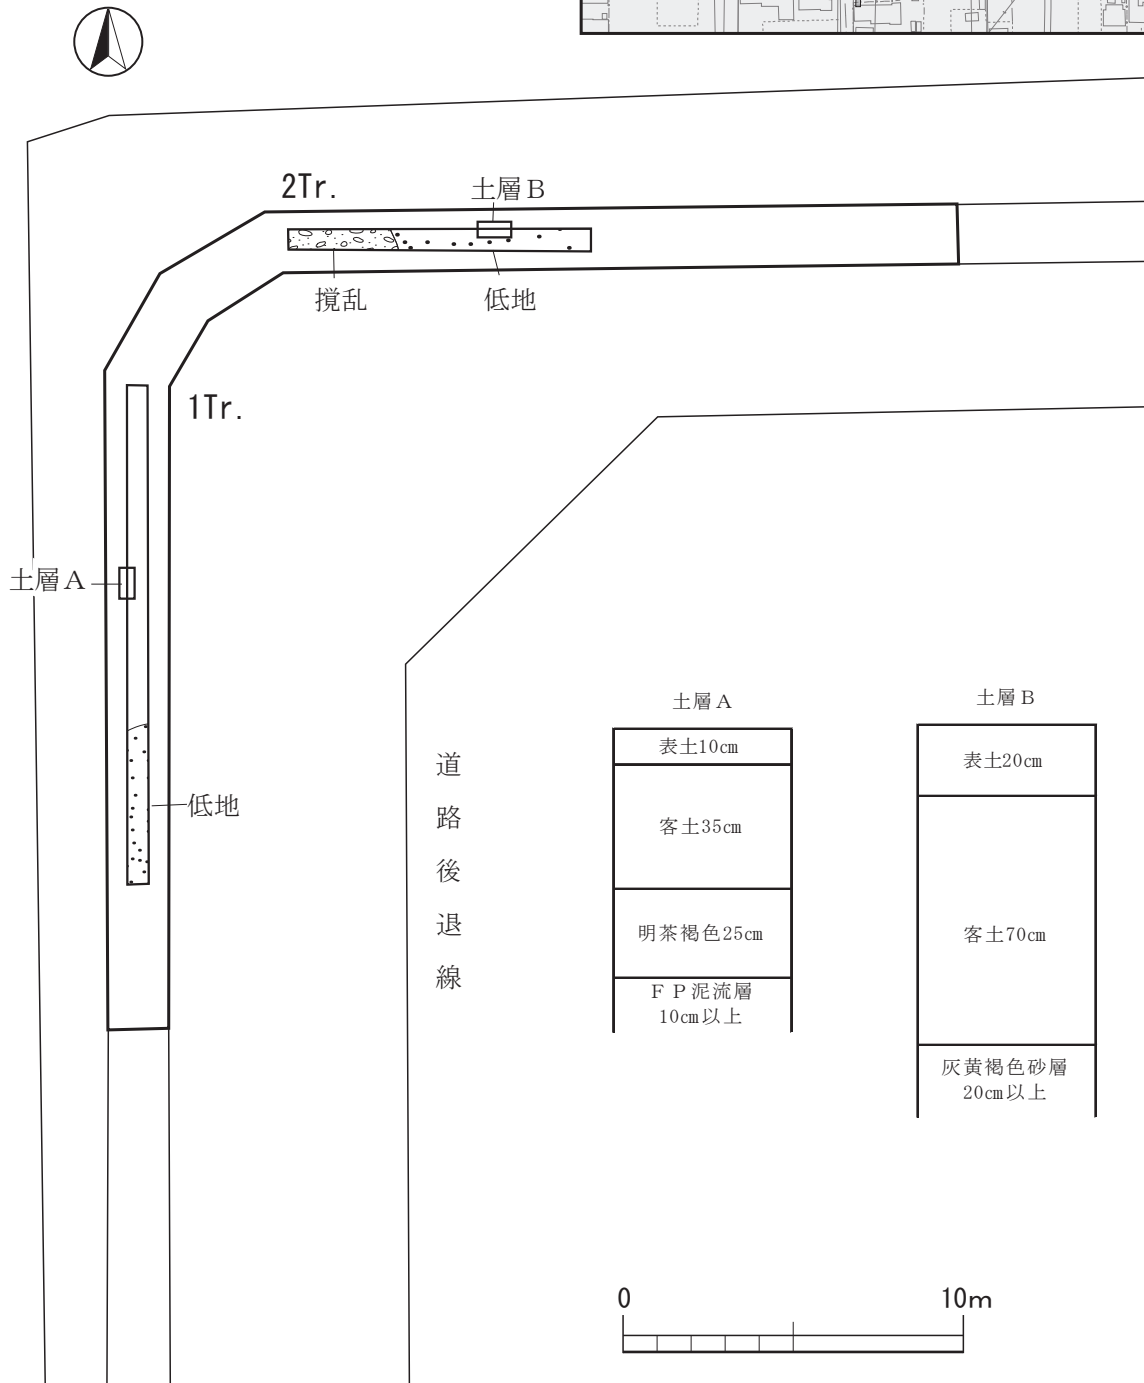 2Tr.
土層B
撹乱
低地
1Tr.
土層A
低地
道路後退線
土層A
表土10cm
客土35cm
明茶褐色25cm
FP泥流層
10cm以上
土層B
表土20cm
客土70cm
灰黄褐色砂層
20cm以上
0
10m